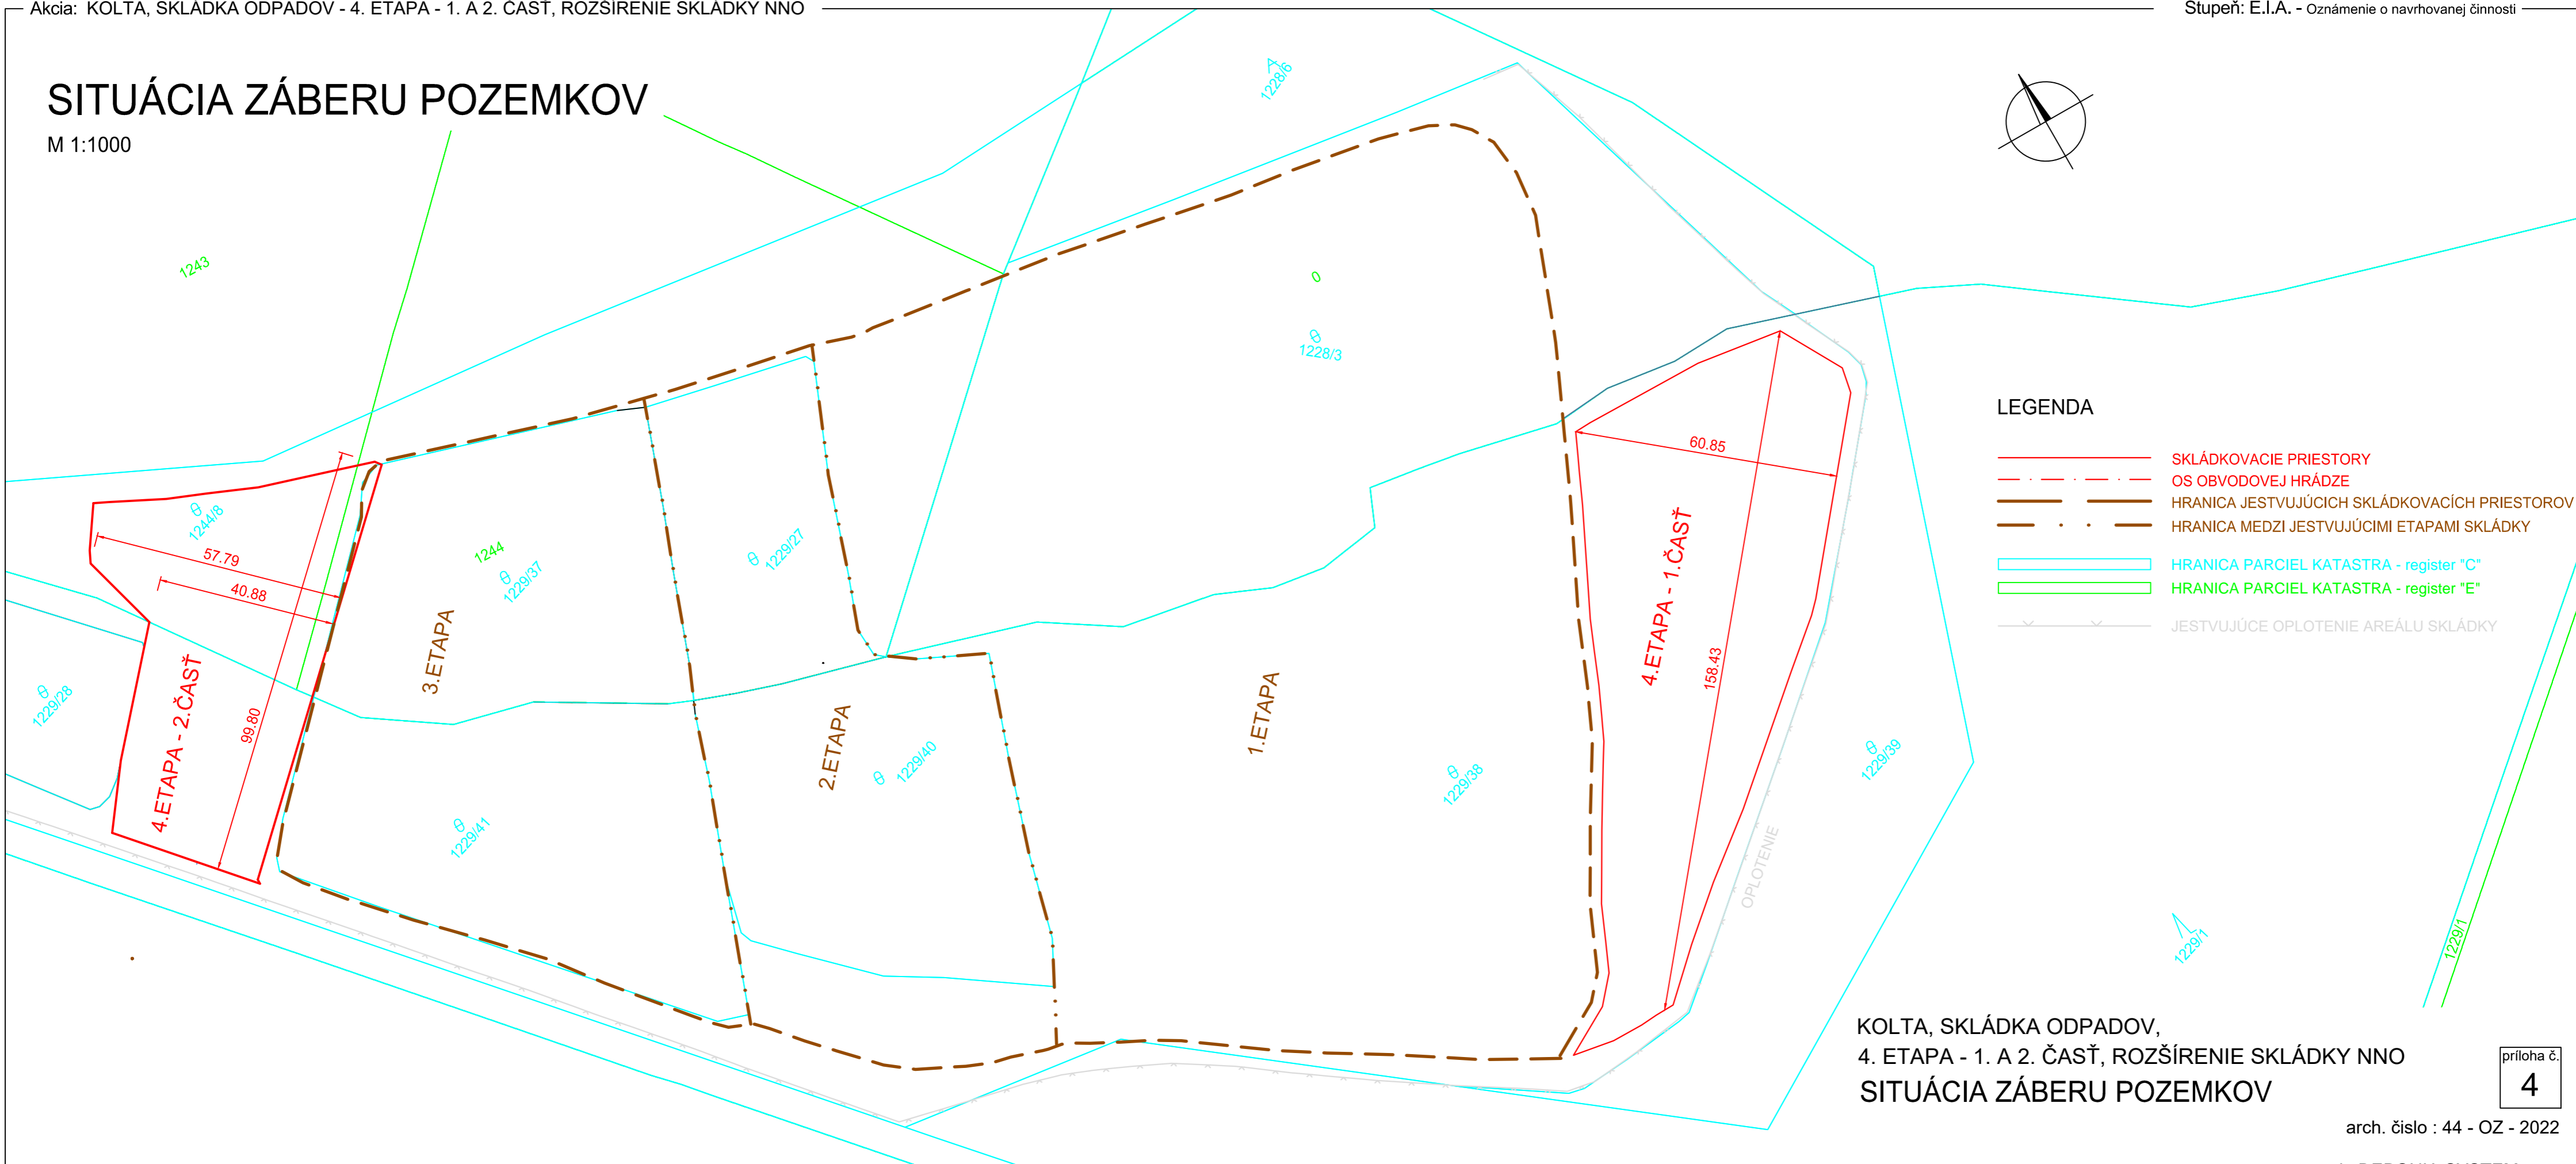 Akcia: KOLTA, SKLÁDKA ODPADOV - 4. ETAPA - 1. A 2. ČASŤ, ROZŠÍRENIE SKLÁDKY NNO
Stupeň: E.I.A. - Oznámenie o navrhovanej činnosti
SITUÁCIA ZÁBERU POZEMKOV
M 1:1000
1228/6
1243
0
1228/3
1244/8
57.79
40.88
99.80
4.ETAPA - 2.ČASŤ
1229/28
1244
1229/37
3.ETAPA
1229/41
1229/27
2.ETAPA
1229/40
1.ETAPA
1229/38
60.85
4.ETAPA - 1.ČASŤ
158.43
OPLOTENIE
1229/39
LEGENDA
SKLÁDKOVACIE PRIESTORY
OS OBVODOVEJ HRÁDZE
HRANICA JESTVUJÚCICH SKLÁDKOVACÍCH PRIESTOROV
HRANICA MEDZI JESTVUJÚCIMI ETAPAMI SKLÁDKY
HRANICA PARCIEL KATASTRA - register "C"
HRANICA PARCIEL KATASTRA - register "E"
JESTVUJÚCE OPLOTENIE AREÁLU SKLÁDKY
1229/1
1229/1
KOLTA, SKLÁDKA ODPADOV,
4. ETAPA - 1. A 2. ČASŤ, ROZŠÍRENIE SKLÁDKY NNO
SITUÁCIA ZÁBERU POZEMKOV
príloha č.
4
arch. čislo : 44 - OZ - 2022